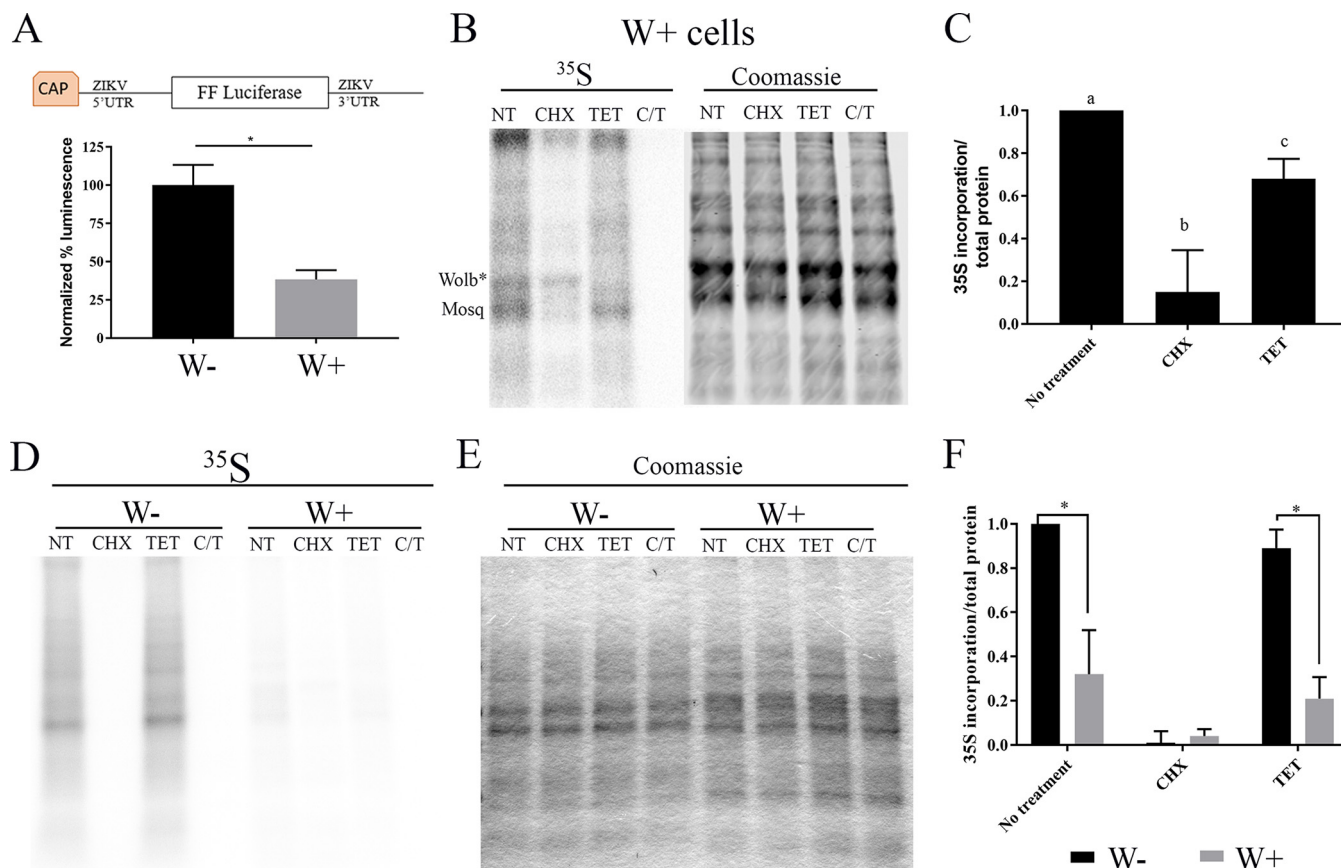 A
CAP
ZIKV
5'UTR
FF Luciferase
ZIKV
3'UTR
Normalized % luminescence
125
100
75
50
25
0
*
W-
W+
B
W+ cells
35S
Coomassie
NT CHX TET C/T
NT CHX TET C/T
Wolb*
Mosq
C
35S incorporation/
total protein
1.0
0.8
0.6
0.4
0.2
0.0
a
b
c
No treatment
CHX
TET
D
35S
W-
W+
NT CHX TET C/T
NT CHX TET C/T
E
Coomassie
W-
W+
NT CHX TET C/T
NT CHX TET C/T
F
35S incorporation/total protein
1.0
0.8
0.6
0.4
0.2
0.0
*
*
No treatment
CHX
TET
W-
W+